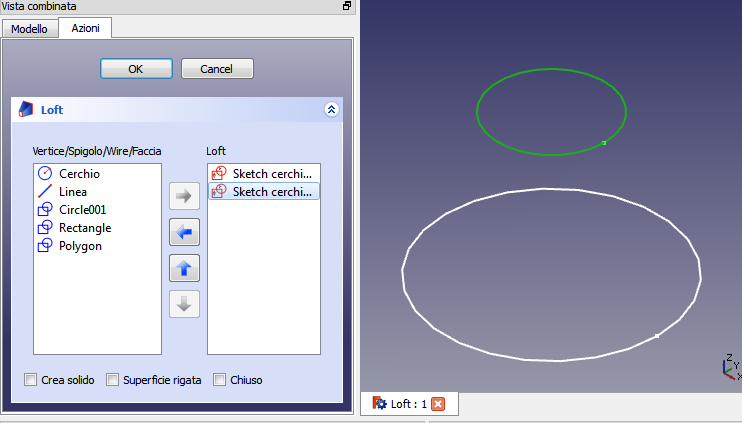 Vista combinata
Modello
Azioni
OK
Cancel
Loft
Vertice/Spigolo/Wire/Faccia
Loft
Cerchio
Linea
Circle001
Rectangle
Polygon
Sketch cerchi...
Sketch cerchi...
Crea solido
Superficie rigata
Chiuso
Z
Y
X
Loft : 1